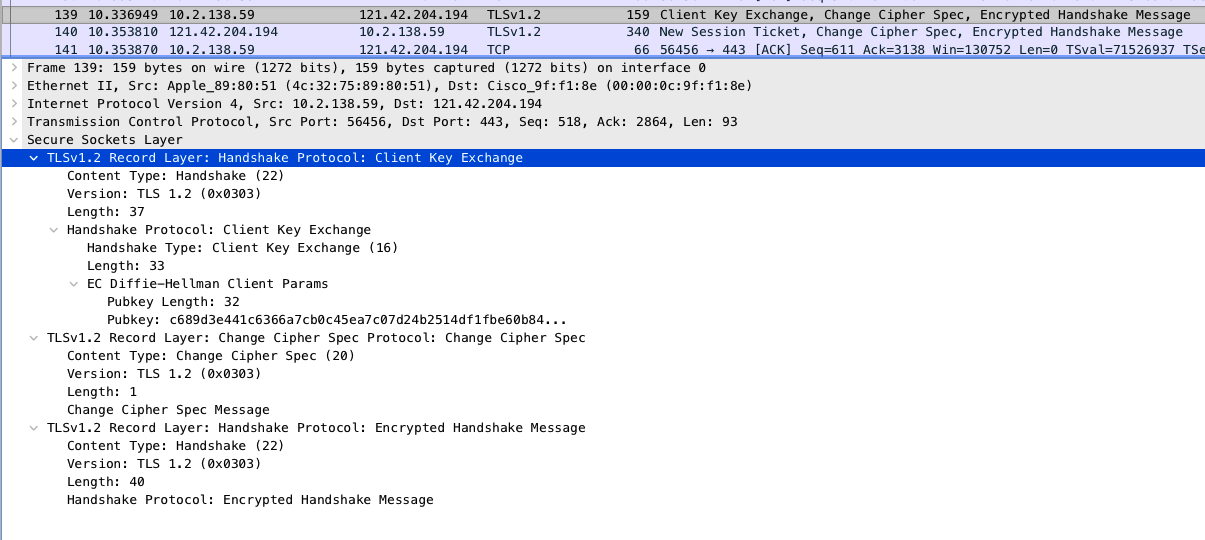 139 10.336949 10.2.138.59 121.42.204.194 TLSv1.2 159 Client Key Exchange, Change Cipher Spec, Encrypted Handshake Message
140 10.353810 121.42.204.194 10.2.138.59 TLSv1.2 340 New Session Ticket, Change Cipher Spec, Encrypted Handshake Message
141 10.353870 10.2.138.59 121.42.204.194 TCP 66 56456 → 443 [ACK] Seq=611 Ack=3138 Win=130752 Len=0 TSval=71526937 TSe
Frame 139: 159 bytes on wire (1272 bits), 159 bytes captured (1272 bits) on interface 0
Ethernet II, Src: Apple_89:80:51 (4c:32:75:89:80:51), Dst: Cisco_9f:f1:8e (00:00:0c:9f:f1:8e)
Internet Protocol Version 4, Src: 10.2.138.59, Dst: 121.42.204.194
Transmission Control Protocol, Src Port: 56456, Dst Port: 443, Seq: 518, Ack: 2864, Len: 93
Secure Sockets Layer
TLSv1.2 Record Layer: Handshake Protocol: Client Key Exchange
Content Type: Handshake (22)
Version: TLS 1.2 (0x0303)
Length: 37
Handshake Protocol: Client Key Exchange
Handshake Type: Client Key Exchange (16)
Length: 33
EC Diffie-Hellman Client Params
Pubkey Length: 32
Pubkey: c689d3e441c6366a7cb0c45ea7c07d24b2514df1fbe60b84...
TLSv1.2 Record Layer: Change Cipher Spec Protocol: Change Cipher Spec
Content Type: Change Cipher Spec (20)
Version: TLS 1.2 (0x0303)
Length: 1
Change Cipher Spec Message
TLSv1.2 Record Layer: Handshake Protocol: Encrypted Handshake Message
Content Type: Handshake (22)
Version: TLS 1.2 (0x0303)
Length: 40
Handshake Protocol: Encrypted Handshake Message